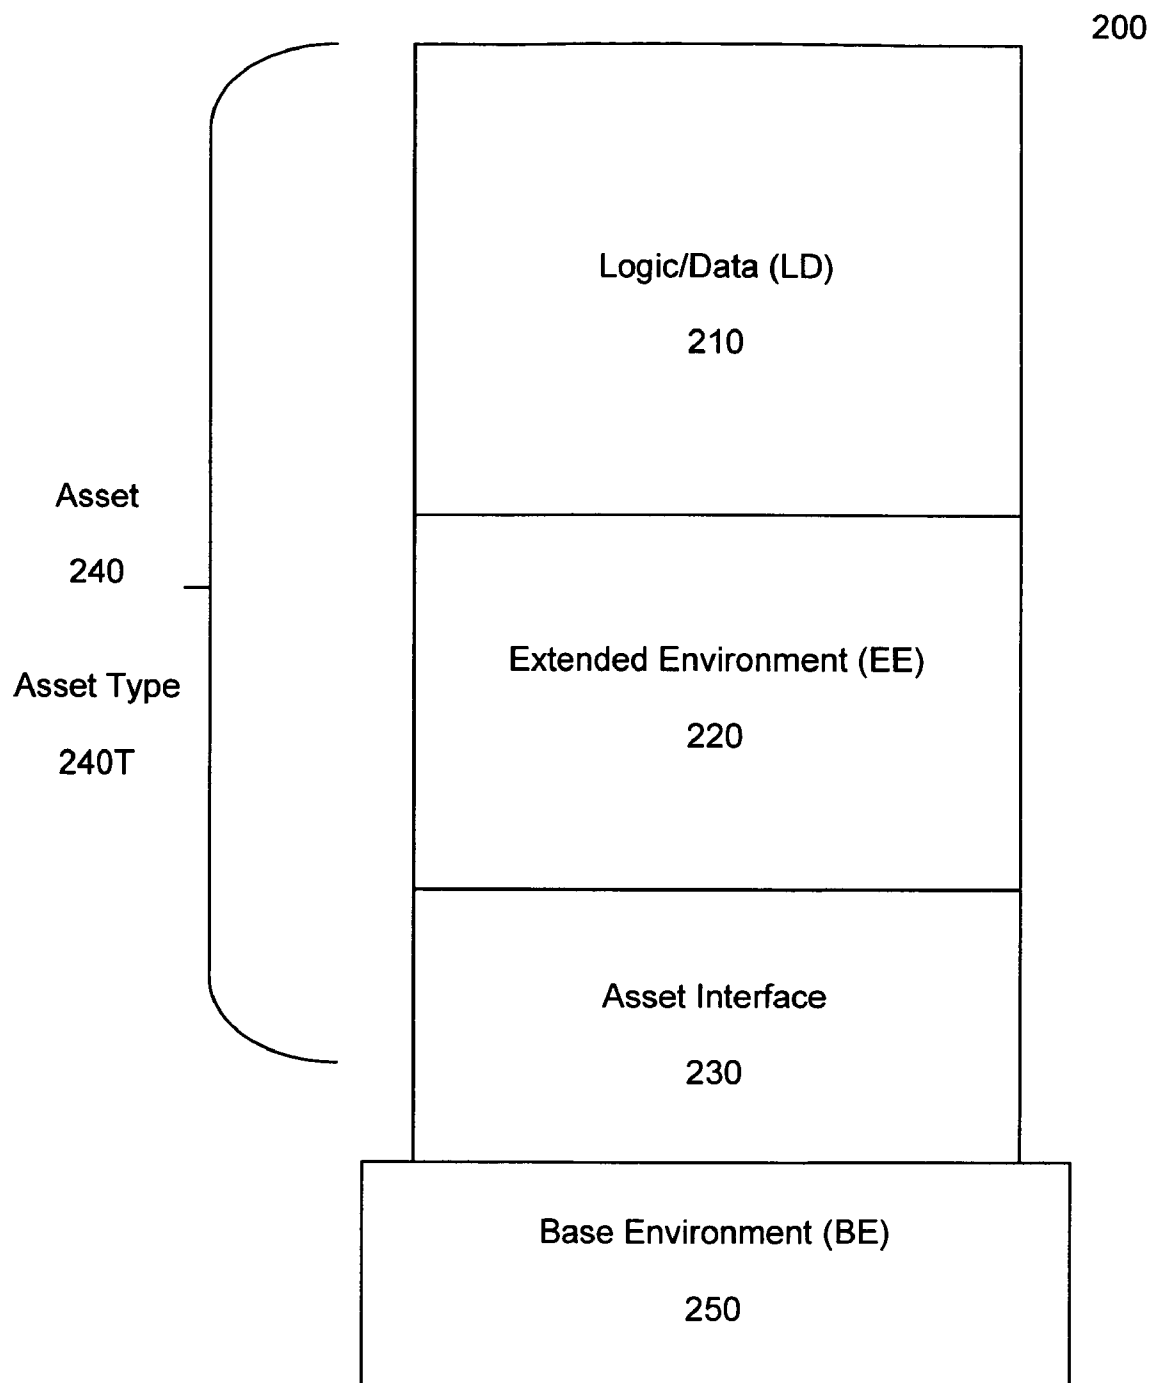 200
Logic/Data (LD)
210
Asset
240
Extended Environment (EE)
220
Asset Type
240T
Asset Interface
230
Base Environment (BE)
250